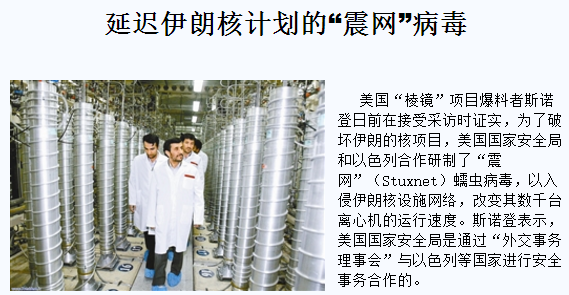 延迟伊朗核计划的“震网”病毒
美国“棱镜”项目爆料者斯诺
登日前在接受采访时证实，为了破
坏伊朗的核项目，美国国家安全局
和以色列合作研制了“震
网”（Stuxnet）蠕虫病毒，以入
侵伊朗核设施网络，改变其数千台
离心机的运行速度。斯诺登表示，
美国国家安全局是通过“外交事务
理事会”与以色列等国家进行安全
事务合作的。